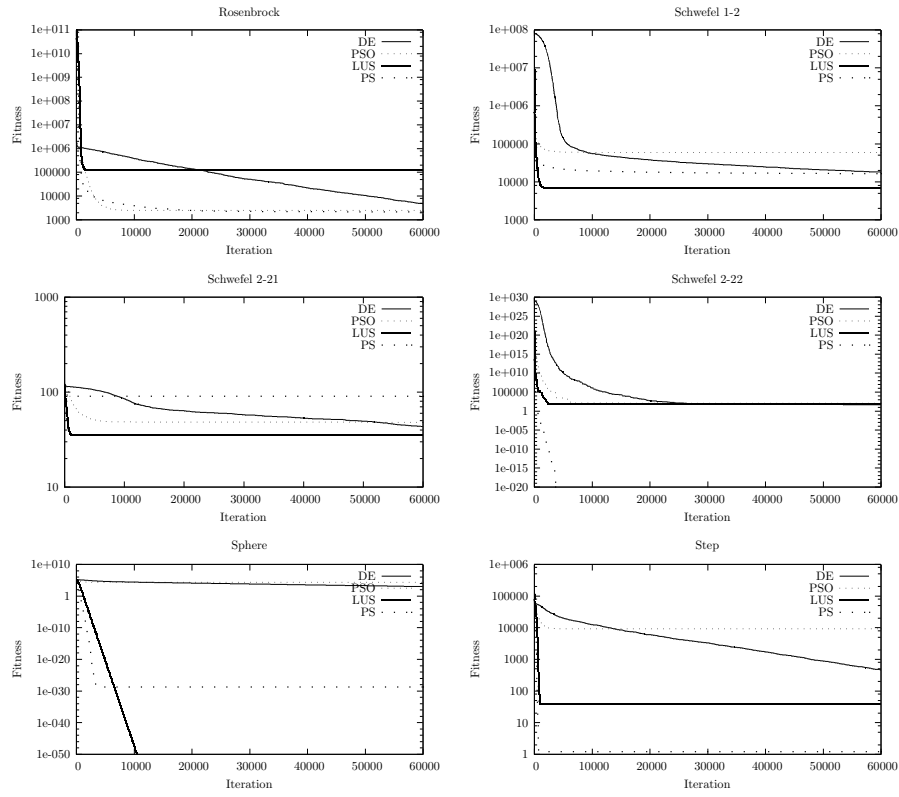 Rosenbrock
1e+011
1e+010
1e+009
1e+008
1e+007
1e+006
100000
10000
1000
Fitness
DE
PSO
LUS
PS
0 10000 20000 30000 40000 50000 60000
Iteration
Schwefel 1-2
1e+008
1e+007
1e+006
100000
10000
1000
Fitness
DE
PSO
LUS
PS
0 10000 20000 30000 40000 50000 60000
Iteration
Schwefel 2-21
1000
100
10
Fitness
DE
PSO
LUS
PS
0 10000 20000 30000 40000 50000 60000
Iteration
Schwefel 2-22
1e+030
1e+020
1e+015
1e+010
100000
1
1e-005
1e-010
1e-015
1e-020
Fitness
DE
PSO
LUS
PS
0 10000 20000 30000 40000 50000 60000
Iteration
Sphere
1e+010
1
1e-010
1e-020
1e-030
1e-040
1e-050
Fitness
DE
PSO
LUS
PS
0 10000 20000 30000 40000 50000 60000
Iteration
Step
1e+006
100000
10000
1000
100
10
1
Fitness
DE
PSO
LUS
PS
0 10000 20000 30000 40000 50000 60000
Iteration